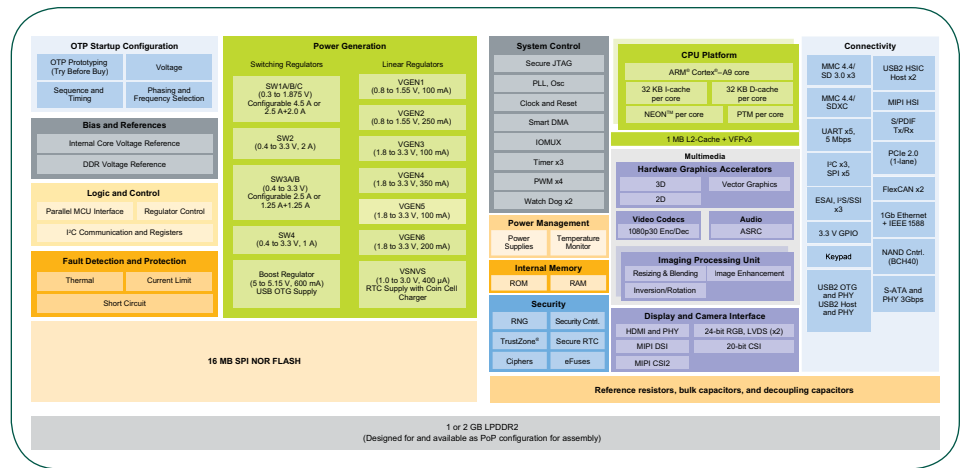 OTP Startup Configuration
OTP Prototyping
(Try Before Buy)
Voltage
Sequence and
Timing
Phasing and
Frequency Selection
Bias and References
Internal Core Voltage Reference
DDR Voltage Reference
Logic and Control
Parallel MCU Interface
Regulator Control
I²C Communication and Registers
Fault Detection and Protection
Thermal
Current Limit
Short Circuit
Power Generation
Switching Regulators
SW1A/B/C
(0.3 to 1.875 V)
Configurable 4.5 A or
2.5 A+2.0 A
SW2
(0.4 to 3.3 V, 2 A)
SW3A/B
(0.4 to 3.3 V)
Configurable 2.5 A or
1.25 A+1.25 A
SW4
(0.4 to 3.3 V, 1 A)
Boost Regulator
(5 to 5.15 V, 600 mA)
USB OTG Supply
Linear Regulators
VGEN1
(0.8 to 1.55 V, 100 mA)
VGEN2
(0.8 to 1.55 V, 250 mA)
VGEN3
(1.8 to 3.3 V, 100 mA)
VGEN4
(1.8 to 3.3 V, 350 mA)
VGEN5
(1.8 to 3.3 V, 100 mA)
VGEN6
(1.8 to 3.3 V, 200 mA)
VSNVS
(1.0 to 3.0 V, 400 µA)
RTC Supply with Coin Cell
Charger
16 MB SPI NOR FLASH
System Control
Secure JTAG
PLL, Osc
Clock and Reset
Smart DMA
IOMUX
Timer x3
PWM x4
Watch Dog x2
Power Management
Power
Supplies
Temperature
Monitor
Internal Memory
ROM
RAM
Security
RNG
Security Cntrl.
TrustZone®
Secure RTC
Ciphers
eFuses
CPU Platform
ARM® Cortex®–A9 core
32 KB I-cache
per core
32 KB D-cache
per core
NEON™ per core
PTM per core
1 MB L2-Cache + VFPv3
Multimedia
Hardware Graphics Accelerators
3D
Vector Graphics
2D
Video Codecs
1080p30 Enc/Dec
Audio
ASRC
Imaging Processing Unit
Resizing & Blending
Image Enhancement
Inversion/Rotation
Display and Camera Interface
HDMI and PHY
24-bit RGB, LVDS (x2)
MIPI DSI
20-bit CSI
MIPI CSI2
Connectivity
MMC 4.4/
SD 3.0 x3
MMC 4.4/
SDXC
UART x5,
5 Mbps
I²C x3,
SPI x5
ESAI, I²S/SSI
x3
3.3 V GPIO
Keypad
USB2 OTG
and PHY
USB2 Host
and PHY
USB2 HSIC
Host x2
MIPI HSI
S/PDIF
Tx/Rx
PCIe 2.0
(1-lane)
FlexCAN x2
1Gb Ethernet
+ IEEE1588
NAND Cntrl.
(BCH40)
S-ATA and
PHY 3Gbps
Reference resistors, bulk capacitors, and decoupling capacitors
1 or 2 GB LPDDR2
(Designed for and available as PoP configuration for assembly)